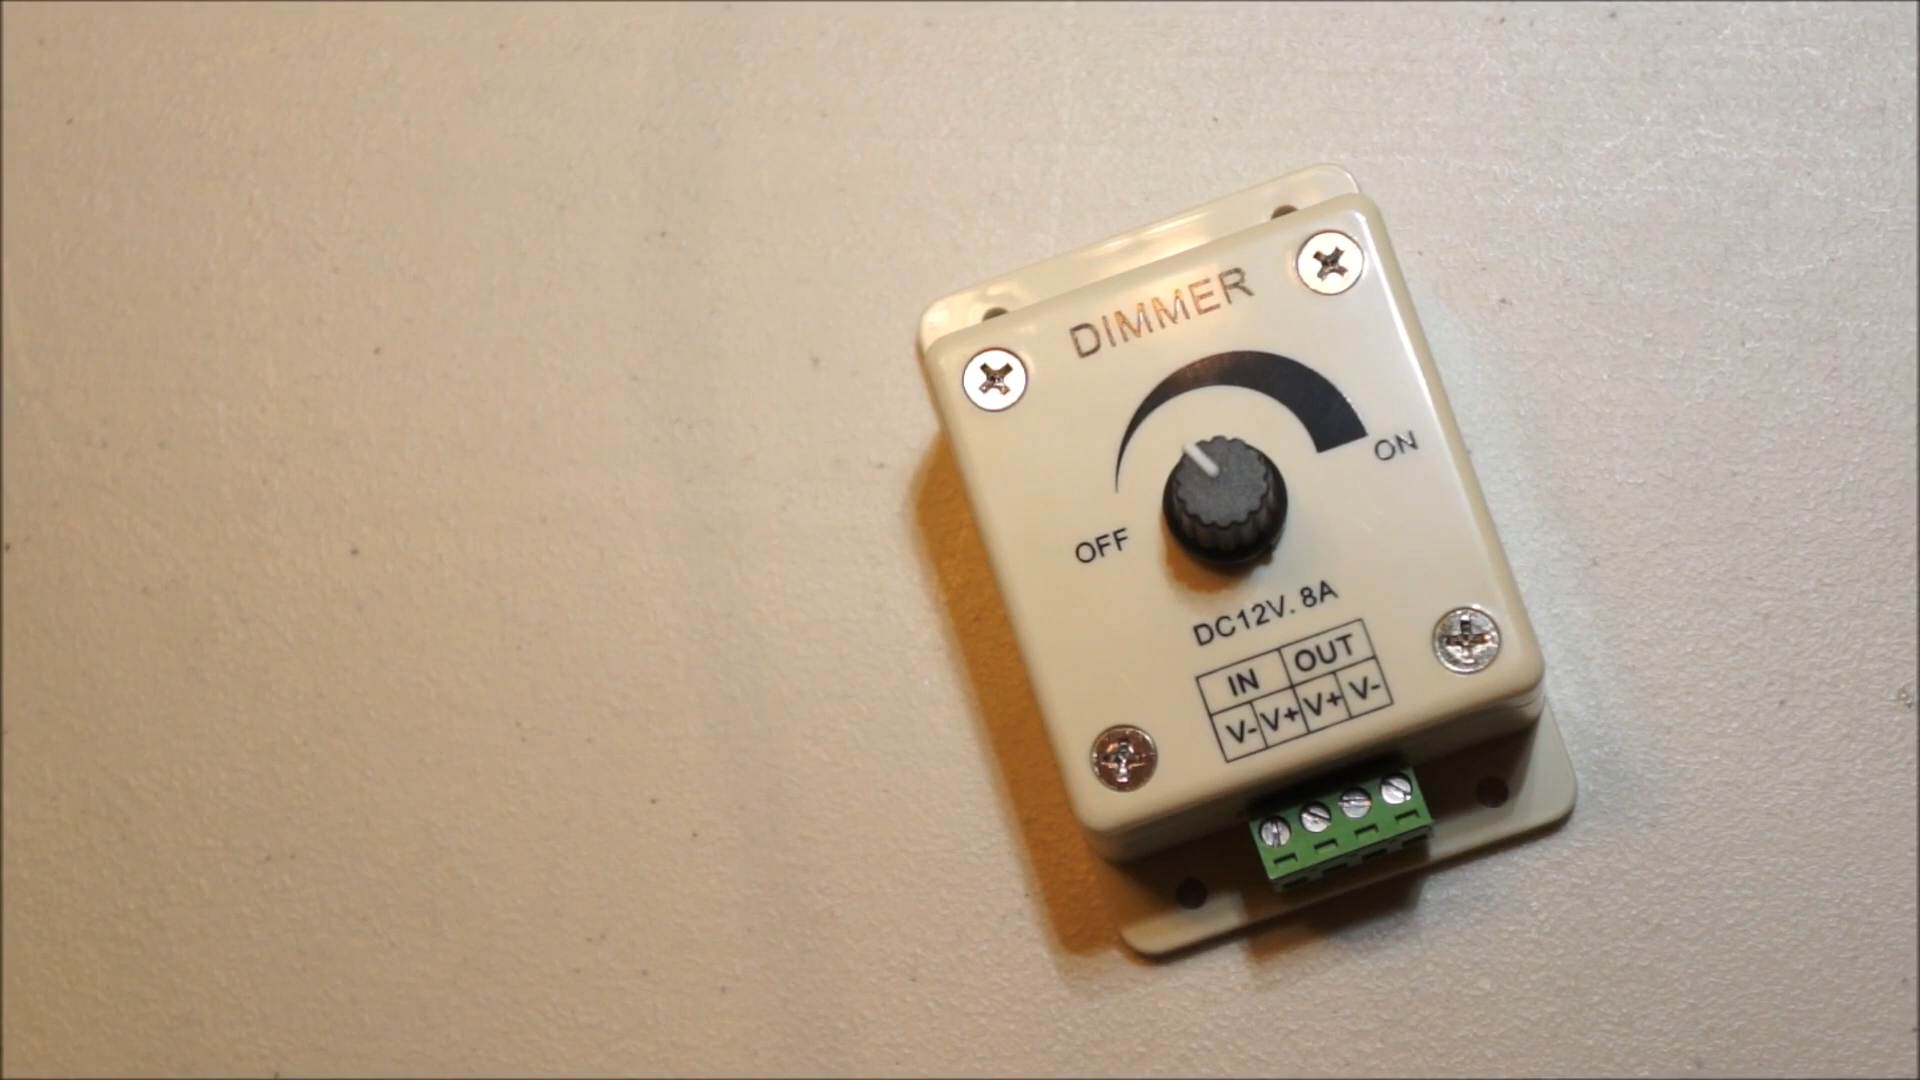 DIMMER
ON
OFF
DC12V. 8A
IN OUT
V- V+ V+ V-